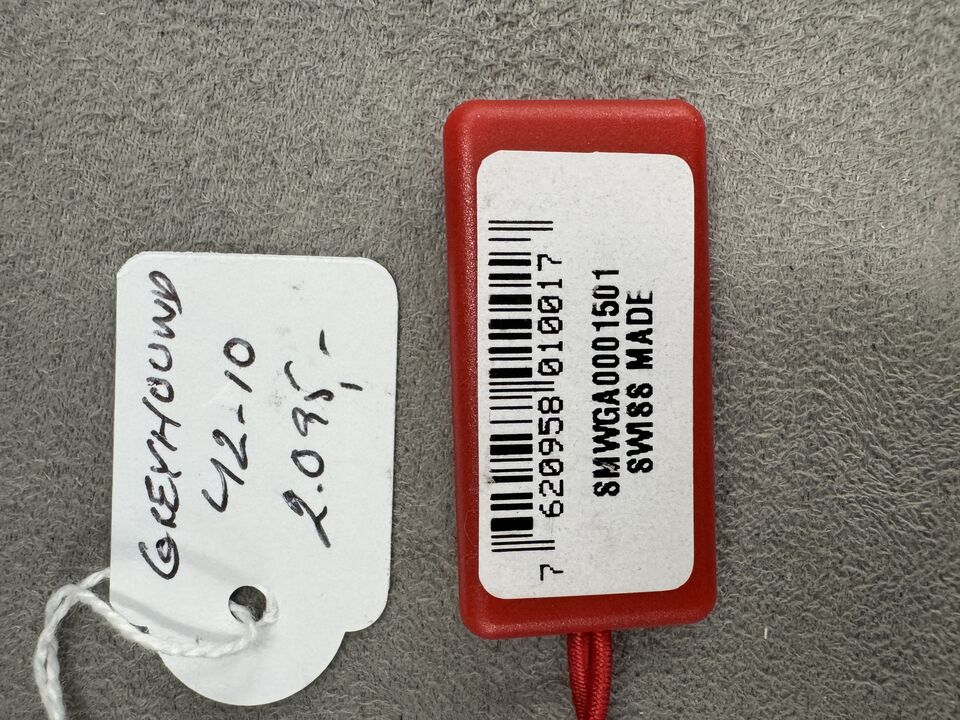 GREYHOUND
42-10
2.095,-
7 620958 010017
SMWGA0001501
SWISS MADE